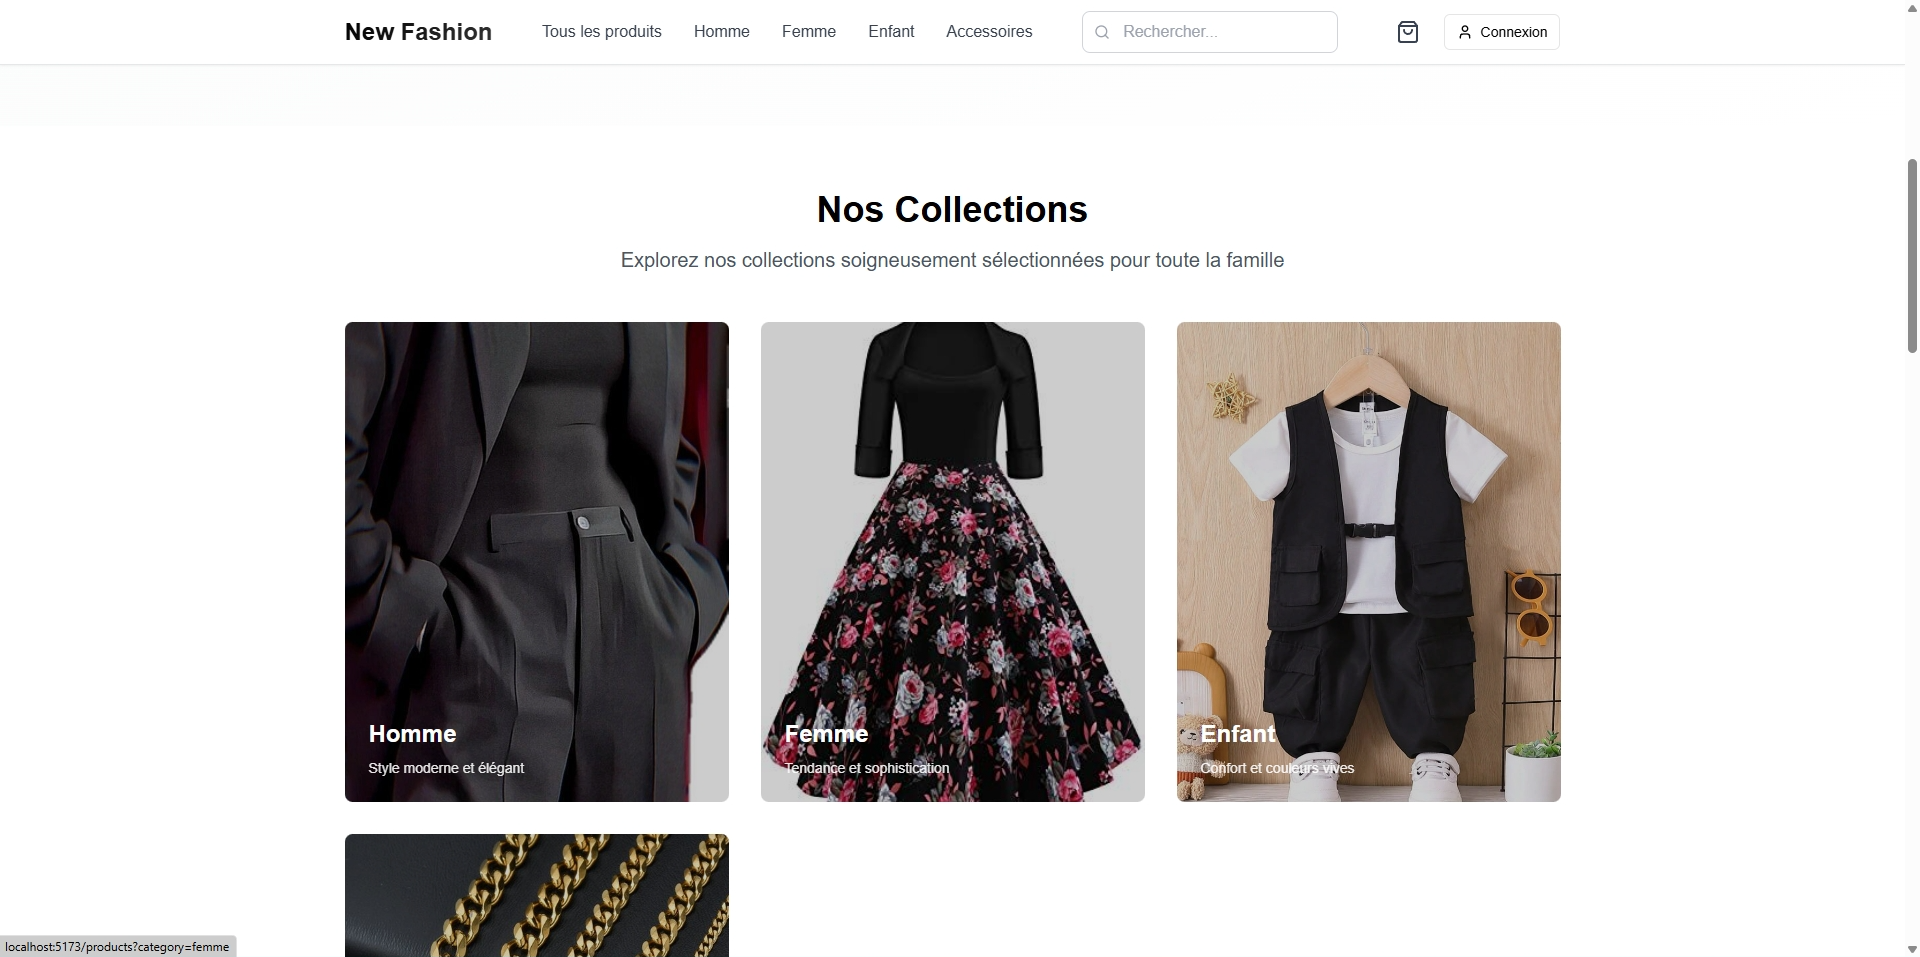 New Fashion
Tous les produits
Homme
Femme
Enfant
Accessoires
Rechercher...
Connexion
Nos Collections
Explorez nos collections soigneusement sélectionnées pour toute la famille
Homme
Style moderne et élégant
Femme
Tendance et sophistication
Enfant
Confort et couleurs vives
localhost:5173/products?category=femme